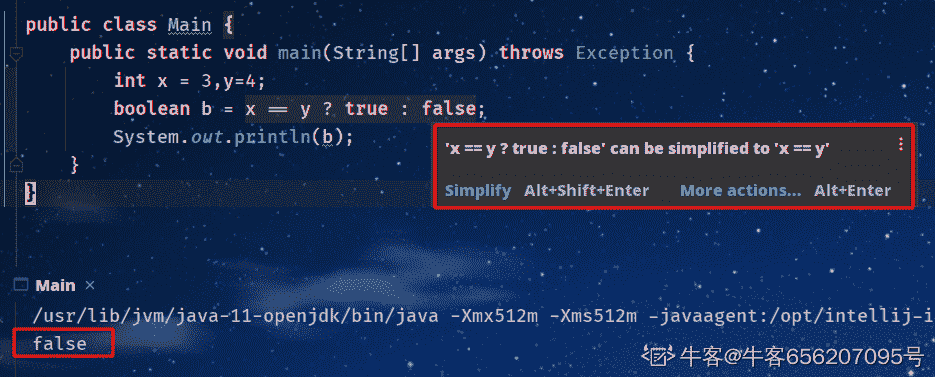 public class Main {
public static void main(String[] args) throws Exception {
int x = 3,y=4;
boolean b = x == y ? true : false;
System.out.println(b);
}
}
'x == y ? true : false' can be simplified to 'x == y'
Simplify Alt+Shift+Enter More actions... Alt+Enter
Main ×
/usr/lib/jvm/java-11-openjdk/bin/java -Xmx512m -Xms512m -javaagent:/opt/intellij-i
false
牛客@牛客656207095号